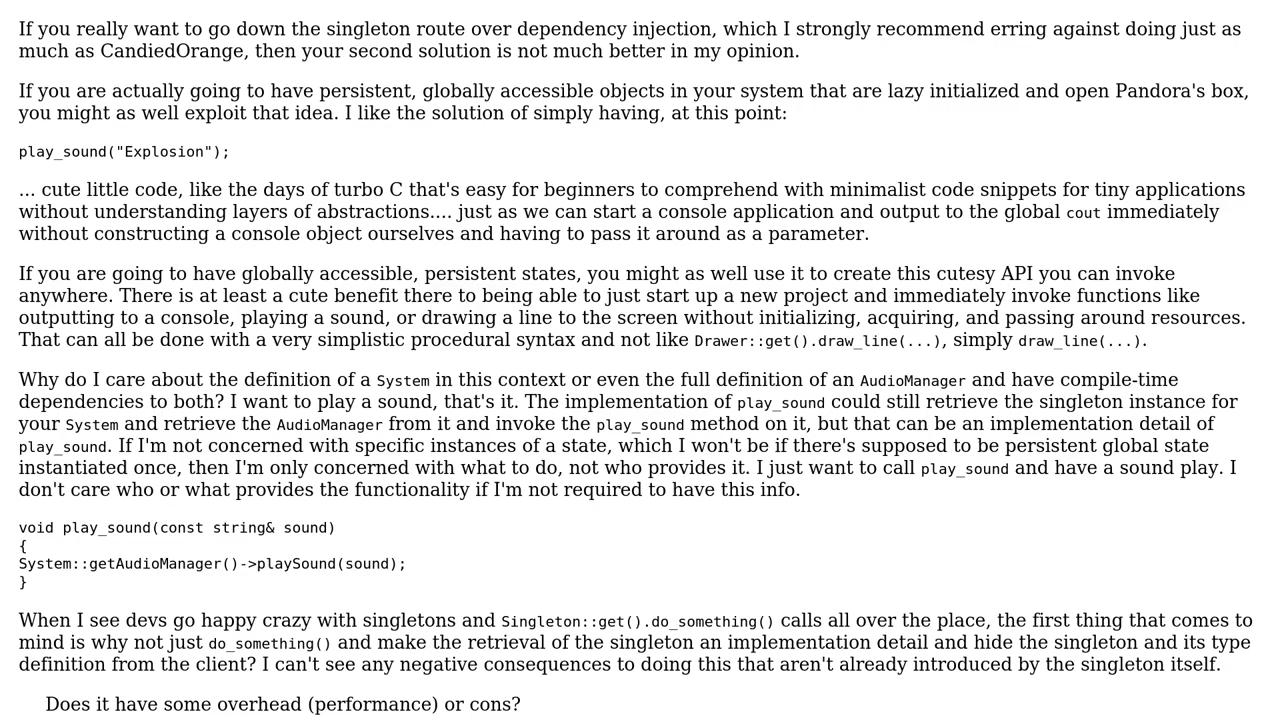 If you really want to go down the singleton route over dependency injection, which I strongly recommend erring against doing just as
much as CandiedOrange, then your second solution is not much better in my opinion.
If you are actually going to have persistent, globally accessible objects in your system that are lazy initialized and open Pandora's box,
you might as well exploit that idea. I like the solution of simply having, at this point:
play_sound("Explosion");
... cute little code, like the days of turbo C that's easy for beginners to comprehend with minimalist code snippets for tiny applications
without understanding layers of abstractions.... just as we can start a console application and output to the global cout immediately
without constructing a console object ourselves and having to pass it around as a parameter.
If you are going to have globally accessible, persistent states, you might as well use it to create this cutesy API you can invoke
anywhere. There is at least a cute benefit there to being able to just start up a new project and immediately invoke functions like
outputting to a console, playing a sound, or drawing a line to the screen without initializing, acquiring, and passing around resources.
That can all be done with a very simplistic procedural syntax and not like Drawer::get().draw_line(...), simply draw_line(...).
Why do I care about the definition of a System in this context or even the full definition of an AudioManager and have compile-time
dependencies to both? I want to play a sound, that's it. The implementation of play_sound could still retrieve the singleton instance for
your System and retrieve the AudioManager from it and invoke the play_sound method on it, but that can be an implementation detail of
play_sound. If I'm not concerned with specific instances of a state, which I won't be if there's supposed to be persistent global state
instantiated once, then I'm only concerned with what to do, not who provides it. I just want to call play_sound and have a sound play. I
don't care who or what provides the functionality if I'm not required to have this info.
void play_sound(const string& sound)
{
System::getAudioManager()->playSound(sound);
}
When I see devs go happy crazy with singletons and Singleton::get().do_something() calls all over the place, the first thing that comes to
mind is why not just do_something() and make the retrieval of the singleton an implementation detail and hide the singleton and its type
definition from the client? I can't see any negative consequences to doing this that aren't already introduced by the singleton itself.
Does it have some overhead (performance) or cons?